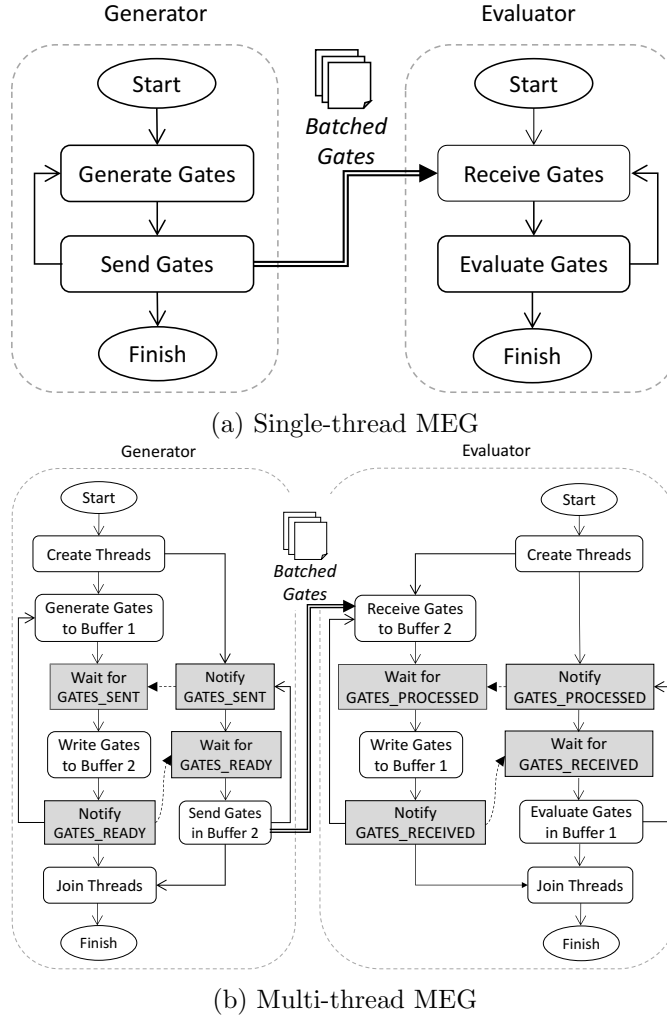 Generator
Evaluator
Start
Start
Batched
Gates
Generate Gates
Receive Gates
Send Gates
Evaluate Gates
Finish
Finish
(a) Single-thread MEG
Generator
Evaluator
Start
Create Threads
Generate Gates
to Buffer 1
Wait for
GATES_SENT
Notify
GATES_SENT
Write Gates
to Buffer 2
Wait for
GATES_READY
Notify
GATES_READY
Send Gates
in Buffer 2
Join Threads
Finish
Batched
Gates
Start
Create Threads
Receive Gates
to Buffer 2
Wait for
GATES_PROCESSED
Notify
GATES_PROCESSED
Write Gates
to Buffer 1
Wait for
GATES_RECEIVED
Notify
GATES_RECEIVED
Evaluate Gates
in Buffer 1
Join Threads
Finish
(b) Multi-thread MEG